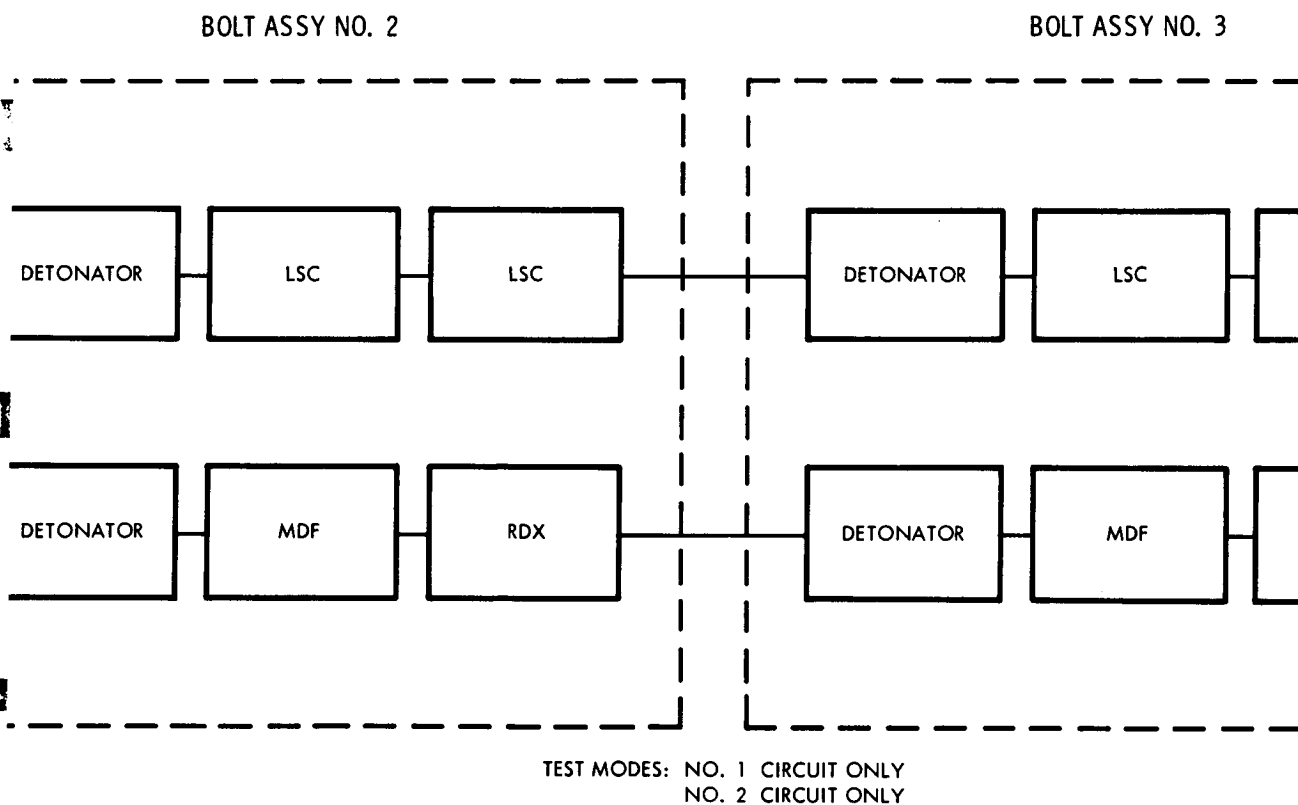 BOLT ASSY NO. 2
BOLT ASSY NO. 3
DETONATOR
LSC
LSC
DETONATOR
LSC
DETONATOR
MDF
RDX
DETONATOR
MDF
TEST MODES: NO. 1 CIRCUIT ONLY
NO. 2 CIRCUIT ONLY